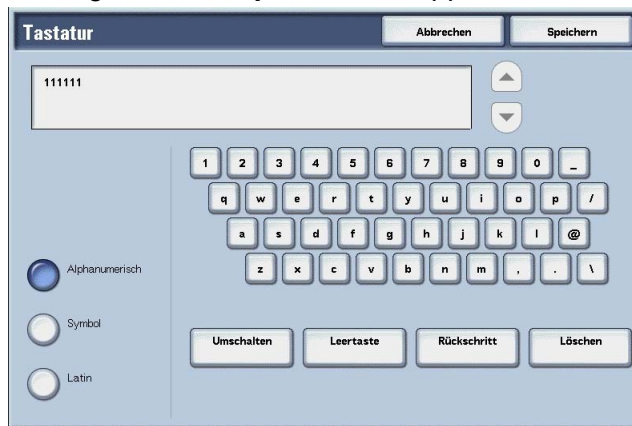 Tastatur Abbrechen Speichern
111111
1 2 3 4 5 6 7 8 9 0 _
q w e r t y u i o p /
a s d f g h j k l @
z x c v b n m , . \
Alphanumerisch
Symbol
Latin
Umschalten Leertaste Rückschritt Löschen